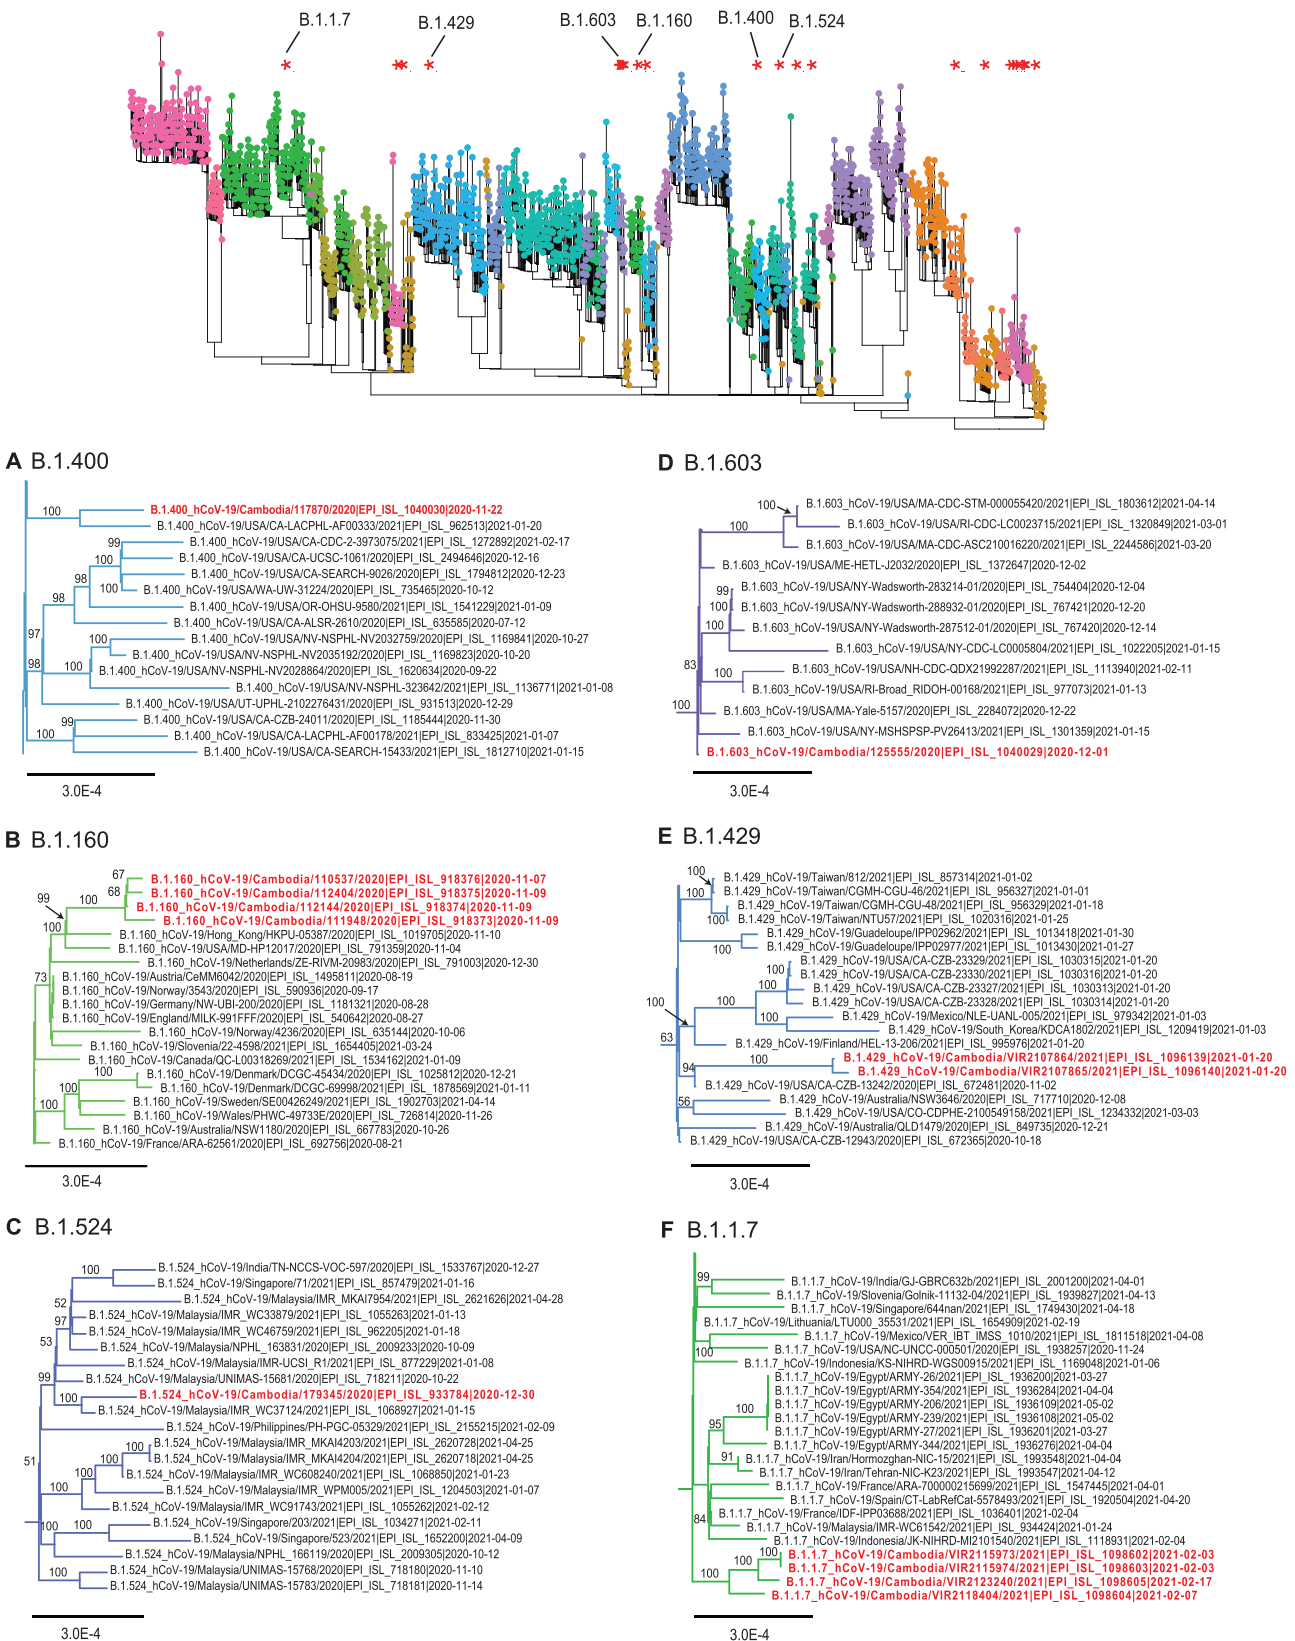 B.1.1.7
B.1.429
B.1.603
B.1.160
B.1.400
B.1.524
A B.1.400
100
B.1.400_hCoV-19/Cambodia/117870/2020|EPI_ISL_1040030|2020-11-22
B.1.400_hCoV-19/USA/CA-LACPHL-AF00333/2021|EPI_ISL_962513|2021-01-20
99
B.1.400_hCoV-19/USA/CA-CDC-2-3973075/2021|EPI_ISL_1272892|2021-02-17
100
B.1.400_hCoV-19/USA/CA-UCSC-1061/2020|EPI_ISL_2494646|2020-12-16
98
B.1.400_hCoV-19/USA/CA-SEARCH-9026/2020|EPI_ISL_1794812|2020-12-23
100
B.1.400_hCoV-19/USA/WA-UW-31224/2020|EPI_ISL_735465|2020-10-12
98
B.1.400_hCoV-19/USA/OR-OHSU-9580/2021|EPI_ISL_1541229|2021-01-09
B.1.400_hCoV-19/USA/CA-ALSR-2610/2020|EPI_ISL_635585|2020-07-12
97
100
B.1.400_hCoV-19/USA/NV-NSPHL-NV2032759/2020|EPI_ISL_1169841|2020-10-27
B.1.400_hCoV-19/USA/NV-NSPHL-NV2035192/2020|EPI_ISL_1169823|2020-10-20
98
100
B.1.400_hCoV-19/USA/NV-NSPHL-NV2028864/2020|EPI_ISL_1620634|2020-09-22
B.1.400_hCoV-19/USA/NV-NSPHL-323642/2021|EPI_ISL_1136771|2021-01-08
B.1.400_hCoV-19/USA/UT-UPHL-2102276431/2020|EPI_ISL_931513|2020-12-29
99
B.1.400_hCoV-19/USA/CA-CZB-24011/2020|EPI_ISL_1185444|2020-11-30
100
B.1.400_hCoV-19/USA/CA-LACPHL-AF00178/2021|EPI_ISL_833425|2021-01-07
B.1.400_hCoV-19/USA/CA-SEARCH-15433/2021|EPI_ISL_1812710|2021-01-15
3.0E-4
D B.1.603
100
B.1.603_hCoV-19/USA/MA-CDC-STM-000055420/2021|EPI_ISL_1803612|2021-04-14
100
B.1.603_hCoV-19/USA/RI-CDC-LC0023715/2021|EPI_ISL_1320849|2021-03-01
B.1.603_hCoV-19/USA/MA-CDC-ASC210016220/2021|EPI_ISL_2244586|2021-03-20
B.1.603_hCoV-19/USA/ME-HETL-J2032/2020|EPI_ISL_1372647|2020-12-02
99
B.1.603_hCoV-19/USA/NY-Wadsworth-283214-01/2020|EPI_ISL_754404|2020-12-04
100
B.1.603_hCoV-19/USA/NY-Wadsworth-288932-01/2020|EPI_ISL_767421|2020-12-20
100
B.1.603_hCoV-19/USA/NY-Wadsworth-287512-01/2020|EPI_ISL_767420|2020-12-14
B.1.603_hCoV-19/USA/NY-CDC-LC0005804/2021|EPI_ISL_1022205|2021-01-15
83
100
B.1.603_hCoV-19/USA/NH-CDC-QDX21992287/2021|EPI_ISL_1113940|2021-02-11
B.1.603_hCoV-19/USA/RI-Broad_RIDOH-00168/2021|EPI_ISL_977073|2021-01-13
100
B.1.603_hCoV-19/USA/MA-Yale-5157/2020|EPI_ISL_2284072|2020-12-22
B.1.603_hCoV-19/USA/NY-MSHSPSP-PV26413/2021|EPI_ISL_1301359|2021-01-15
B.1.603_hCoV-19/Cambodia/125555/2020|EPI_ISL_1040029|2020-12-01
3.0E-4
B B.1.160
67
B.1.160_hCoV-19/Cambodia/110537/2020|EPI_ISL_918376|2020-11-07
68
B.1.160_hCoV-19/Cambodia/112404/2020|EPI_ISL_918375|2020-11-09
99
100
B.1.160_hCoV-19/Cambodia/112144/2020|EPI_ISL_918374|2020-11-09
B.1.160_hCoV-19/Cambodia/111948/2020|EPI_ISL_918373|2020-11-09
100
B.1.160_hCoV-19/Hong_Kong/HKPU-05387/2020|EPI_ISL_1019705|2020-11-10
B.1.160_hCoV-19/USA/MD-HP12017/2020|EPI_ISL_791359|2020-11-04
B.1.160_hCoV-19/Netherlands/ZE-RIVM-20983/2020|EPI_ISL_791003|2020-12-30
73
B.1.160_hCoV-19/Austria/CeMM6042/2020|EPI_ISL_1495811|2020-08-19
B.1.160_hCoV-19/Norway/3543/2020|EPI_ISL_590936|2020-09-17
B.1.160_hCoV-19/Germany/NW-UBI-200/2020|EPI_ISL_1181321|2020-08-28
B.1.160_hCoV-19/England/MILK-991FFF/2020|EPI_ISL_540642|2020-08-27
B.1.160_hCoV-19/Norway/4236/2020|EPI_ISL_635144|2020-10-06
B.1.160_hCoV-19/Slovenia/22-4598/2021|EPI_ISL_1654405|2021-03-24
B.1.160_hCoV-19/Canada/QC-L00318269/2021|EPI_ISL_1534162|2021-01-09
100
B.1.160_hCoV-19/Denmark/DCGC-45434/2020|EPI_ISL_1025812|2020-12-21
100
B.1.160_hCoV-19/Denmark/DCGC-69998/2021|EPI_ISL_1878569|2021-01-11
100
B.1.160_hCoV-19/Sweden/SE00426249/2021|EPI_ISL_1902703|2021-04-14
B.1.160_hCoV-19/Wales/PHWC-49733E/2020|EPI_ISL_726814|2020-11-26
B.1.160_hCoV-19/Australia/NSW1180/2020|EPI_ISL_667783|2020-10-26
B.1.160_hCoV-19/France/ARA-62561/2020|EPI_ISL_692756|2020-08-21
3.0E-4
E B.1.429
100
B.1.429_hCoV-19/Taiwan/812/2021|EPI_ISL_857314|2021-01-02
100
B.1.429_hCoV-19/Taiwan/CGMH-CGU-46/2021|EPI_ISL_956327|2021-01-01
B.1.429_hCoV-19/Taiwan/CGMH-CGU-48/2021|EPI_ISL_956329|2021-01-18
100
B.1.429_hCoV-19/Taiwan/NTU57/2021|EPI_ISL_1020316|2021-01-25
B.1.429_hCoV-19/Guadeloupe/IPP02962/2021|EPI_ISL_1013418|2021-01-30
100
B.1.429_hCoV-19/Guadeloupe/IPP02977/2021|EPI_ISL_1013430|2021-01-27
B.1.429_hCoV-19/USA/CA-CZB-23329/2021|EPI_ISL_1030315|2021-01-20
100
B.1.429_hCoV-19/USA/CA-CZB-23330/2021|EPI_ISL_1030316|2021-01-20
B.1.429_hCoV-19/USA/CA-CZB-23327/2021|EPI_ISL_1030313|2021-01-20
100
100
B.1.429_hCoV-19/USA/CA-CZB-23328/2021|EPI_ISL_1030314|2021-01-20
100
B.1.429_hCoV-19/Mexico/NLE-UANL-005/2021|EPI_ISL_979342|2021-01-03
B.1.429_hCoV-19/South_Korea/KDCA1802/2021|EPI_ISL_1209419|2021-01-03
63
B.1.429_hCoV-19/Finland/HEL-13-206/2021|EPI_ISL_995976|2021-01-20
100
B.1.429_hCoV-19/Cambodia/VIR2107864/2021|EPI_ISL_1096139|2021-01-20
94
B.1.429_hCoV-19/Cambodia/VIR2107865/2021|EPI_ISL_1096140|2021-01-20
B.1.429_hCoV-19/USA/CA-CZB-13242/2020|EPI_ISL_672481|2020-11-02
56
B.1.429_hCoV-19/Australia/NSW3646/2020|EPI_ISL_717710|2020-12-08
B.1.429_hCoV-19/USA/CO-CDPHE-2100549158/2021|EPI_ISL_1234332|2021-03-03
B.1.429_hCoV-19/Australia/QLD1479/2020|EPI_ISL_849735|2020-12-21
B.1.429_hCoV-19/USA/CA-CZB-12943/2020|EPI_ISL_672365|2020-10-18
3.0E-4
C B.1.524
100
B.1.524_hCoV-19/India/TN-NCCS-VOC-597/2020|EPI_ISL_1533767|2020-12-27
B.1.524_hCoV-19/Singapore/71/2021|EPI_ISL_857479|2021-01-16
52
B.1.524_hCoV-19/Malaysia/IMR_MKAI7954/2021|EPI_ISL_2621626|2021-04-28
97
B.1.524_hCoV-19/Malaysia/IMR_WC33879/2021|EPI_ISL_1055263|2021-01-13
B.1.524_hCoV-19/Malaysia/IMR_WC46759/2021|EPI_ISL_962205|2021-01-18
53
B.1.524_hCoV-19/Malaysia/NPHL_163831/2020|EPI_ISL_2009233|2020-10-09
B.1.524_hCoV-19/Malaysia/IMR-UCSI_R1/2021|EPI_ISL_877229|2021-01-08
99
B.1.524_hCoV-19/Malaysia/UNIMAS-15681/2020|EPI_ISL_718211|2020-10-22
100
B.1.524_hCoV-19/Cambodia/179345/2020|EPI_ISL_933784|2020-12-30
B.1.524_hCoV-19/Malaysia/IMR_WC37124/2021|EPI_ISL_1068927|2021-01-15
B.1.524_hCoV-19/Philippines/PH-PGC-05329/2021|EPI_ISL_2155215|2021-02-09
100
B.1.524_hCoV-19/Malaysia/IMR_MKAI4203/2021|EPI_ISL_2620728|2021-04-25
51
100
B.1.524_hCoV-19/Malaysia/IMR_MKAI4204/2021|EPI_ISL_2620718|2021-04-25
100
B.1.524_hCoV-19/Malaysia/IMR_WC608240/2021|EPI_ISL_1068850|2021-01-23
100
B.1.524_hCoV-19/Malaysia/IMR_WPM005/2021|EPI_ISL_1204503|2021-01-07
B.1.524_hCoV-19/Malaysia/IMR_WC91743/2021|EPI_ISL_1055262|2021-02-12
100
100
B.1.524_hCoV-19/Singapore/203/2021|EPI_ISL_1034271|2021-02-11
B.1.524_hCoV-19/Singapore/523/2021|EPI_ISL_1652200|2021-04-09
B.1.524_hCoV-19/Malaysia/NPHL_166119/2020|EPI_ISL_2009305|2020-10-12
100
B.1.524_hCoV-19/Malaysia/UNIMAS-15768/2020|EPI_ISL_718180|2020-11-10
B.1.524_hCoV-19/Malaysia/UNIMAS-15783/2020|EPI_ISL_718181|2020-11-14
3.0E-4
F B.1.1.7
99
B.1.1.7_hCoV-19/India/GJ-GBRC632b/2021|EPI_ISL_2001200|2021-04-01
B.1.1.7_hCoV-19/Slovenia/Golnik-11132-04/2021|EPI_ISL_1939827|2021-04-13
B.1.1.7_hCoV-19/Singapore/644nan/2021|EPI_ISL_1749430|2021-04-18
B.1.1.7_hCoV-19/Lithuania/LTU000_35531/2021|EPI_ISL_1654909|2021-02-19
B.1.1.7_hCoV-19/Mexico/VER_IBT_IMSS_1010/2021|EPI_ISL_1811518|2021-04-08
100
B.1.1.7_hCoV-19/USA/NC-UNCC-000501/2020|EPI_ISL_1938257|2020-11-24
B.1.1.7_hCoV-19/Indonesia/KS-NIHRD-WGS00915/2021|EPI_ISL_1169048|2021-01-06
B.1.1.7_hCoV-19/Egypt/ARMY-26/2021|EPI_ISL_1936200|2021-03-27
B.1.1.7_hCoV-19/Egypt/ARMY-354/2021|EPI_ISL_1936284|2021-04-04
B.1.1.7_hCoV-19/Egypt/ARMY-206/2021|EPI_ISL_1936109|2021-05-02
100
B.1.1.7_hCoV-19/Egypt/ARMY-239/2021|EPI_ISL_1936108|2021-05-02
95
B.1.1.7_hCoV-19/Egypt/ARMY-27/2021|EPI_ISL_1936201|2021-03-27
B.1.1.7_hCoV-19/Egypt/ARMY-344/2021|EPI_ISL_1936276|2021-04-04
91
B.1.1.7_hCoV-19/Iran/Hormozghan-NIC-15/2021|EPI_ISL_1993548|2021-04-04
B.1.1.7_hCoV-19/Iran/Tehran-NIC-K23/2021|EPI_ISL_1993547|2021-04-12
B.1.1.7_hCoV-19/France/ARA-700000215699/2021|EPI_ISL_1547445|2021-04-01
B.1.1.7_hCoV-19/Spain/CT-LabRefCat-5578493/2021|EPI_ISL_1920504|2021-04-20
84
B.1.1.7_hCoV-19/France/IDF-IPP03688/2021|EPI_ISL_1036401|2021-02-04
B.1.1.7_hCoV-19/Malaysia/IMR-WC61542/2021|EPI_ISL_934424|2021-01-24
B.1.1.7_hCoV-19/Indonesia/JK-NIHRD-MI2101540/2021|EPI_ISL_1118931|2021-02-04
100
B.1.1.7_hCoV-19/Cambodia/VIR2115973/2021|EPI_ISL_1098602|2021-02-03
100
B.1.1.7_hCoV-19/Cambodia/VIR2115974/2021|EPI_ISL_1098603|2021-02-03
100
B.1.1.7_hCoV-19/Cambodia/VIR2123240/2021|EPI_ISL_1098605|2021-02-17
B.1.1.7_hCoV-19/Cambodia/VIR2118404/2021|EPI_ISL_1098604|2021-02-07
3.0E-4